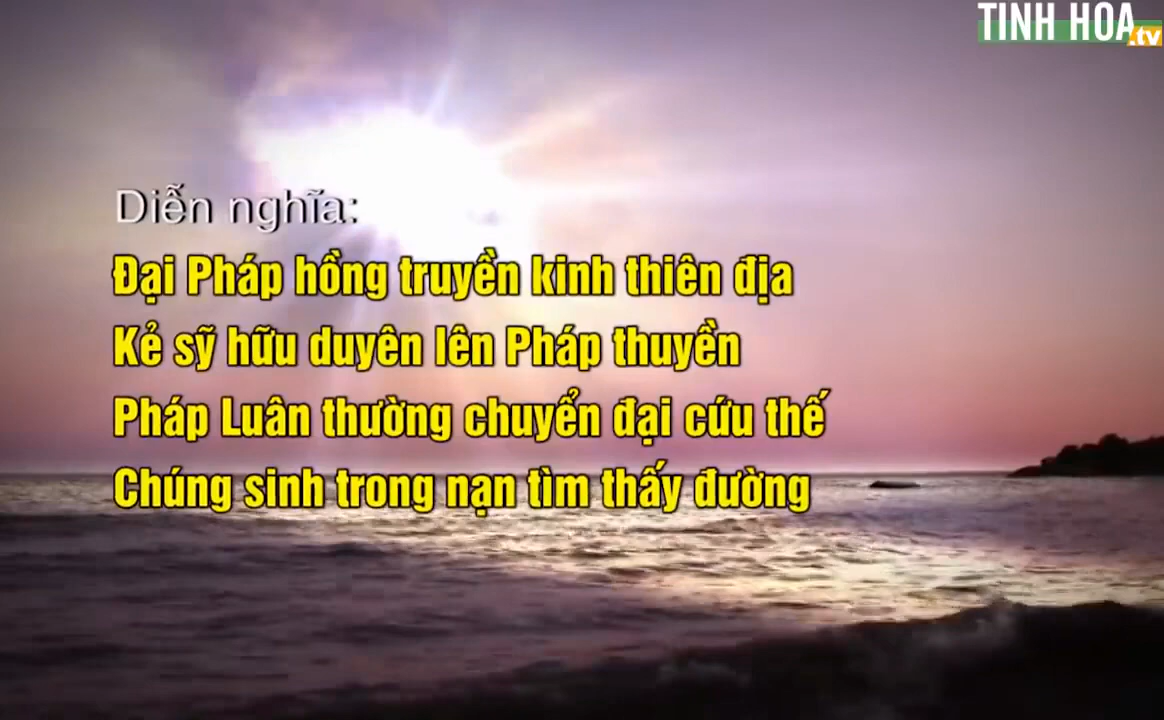 TINH HOA
.tv
Diễn nghĩa:
Đại Pháp hồng truyền kinh thiên địa
Kẻ sỹ hữu duyên lên Pháp thuyền
Pháp Luân thường chuyển đại cứu thế
Chúng sinh trong nạn tìm thấy đường